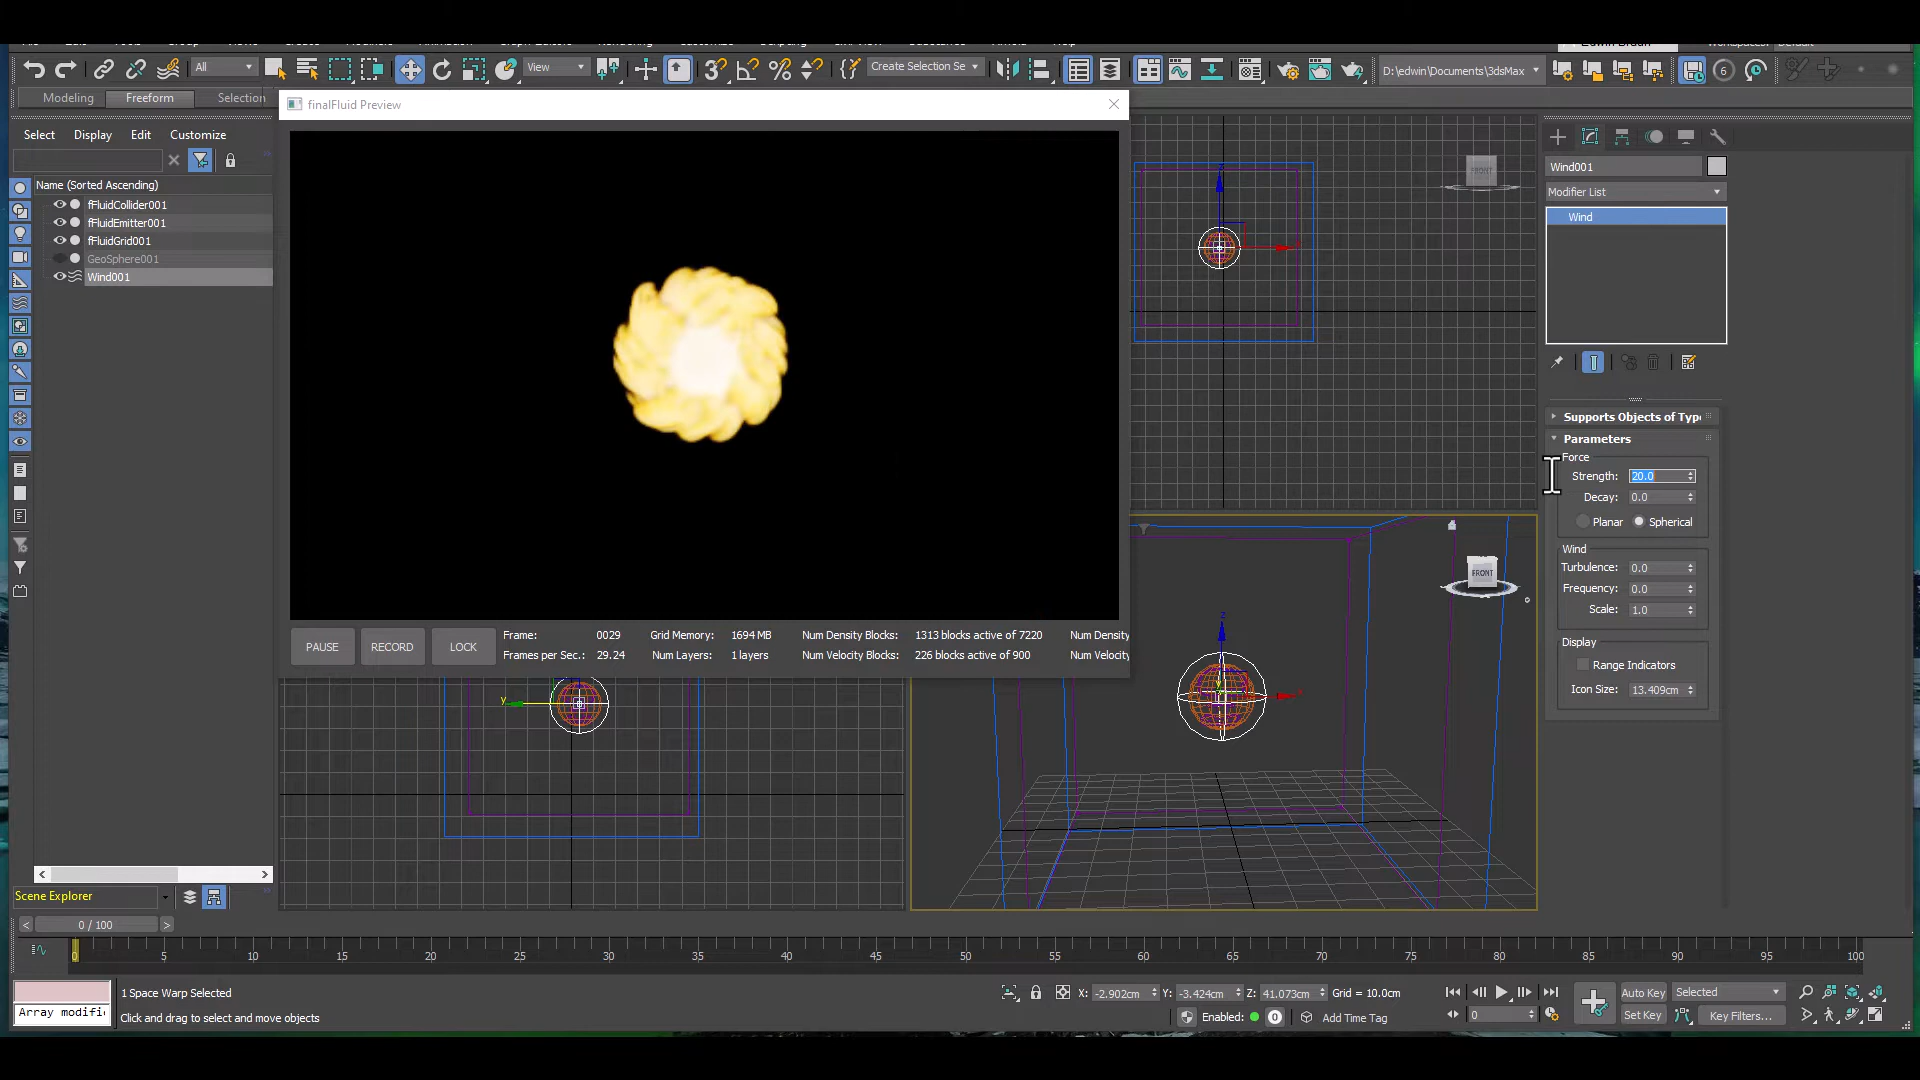 Edwin Braun
All
View
Create Selection Se
D:\edwin\Documents\3dsMax
6
Modeling
Freeform
Selection
finalFluid Preview
Select
Display
Edit
Customize
Name (Sorted Ascending)
fFluidCollider001
fFluidEmitter001
fFluidGrid001
GeoSphere001
Wind001
FRONT
Wind001
Modifier List
Wind
Supports Objects of Type
Parameters
Force
Strength: 20.0
Decay: 0.0
Planar
Spherical
Wind
Turbulence: 0.0
Frequency: 0.0
Scale: 1.0
Display
Range Indicators
Icon Size: 13.409cm
FRONT
z
y
PAUSE
RECORD
LOCK
Frame: 0029
Grid Memory: 1694 MB
Num Density Blocks: 1313 blocks active of 7220
Num Density
Frames per Sec.: 29.24
Num Layers: 1 layers
Num Velocity Blocks: 226 blocks active of 900
Num Velocity
Scene Explorer
0 / 100
0 5 10 15 20 25 30 35 40 45 50 55 60 65 70 75 80 85 90 95 100
1 Space Warp Selected
Array modifi
Click and drag to select and move objects
X: -2.902cm
Y: -3.424cm
Z: 41.073cm
Grid = 10.0cm
Enabled:
0
Add Time Tag
0
Auto Key
Selected
Set Key
Key Filters...